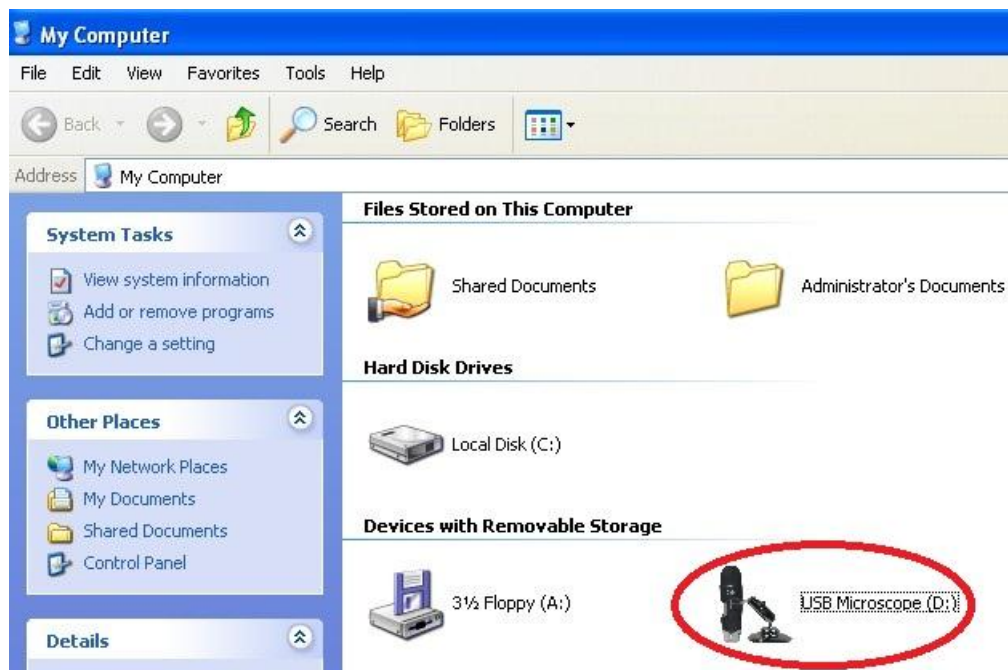 My Computer
File Edit View Favorites Tools Help
Back Search Folders
Address My Computer
System Tasks
View system information
Add or remove programs
Change a setting
Other Places
My Network Places
My Documents
Shared Documents
Control Panel
Details
Files Stored on This Computer
Shared Documents Administrator's Documents
Hard Disk Drives
Local Disk (C:)
Devices with Removable Storage
3½ Floppy (A:) USB Microscope (D:)